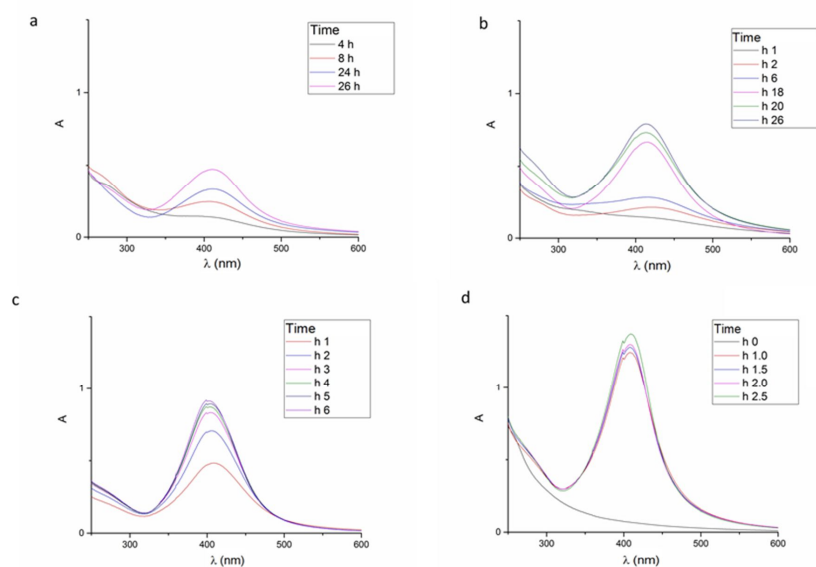 a
Time
4 h
8 h
24 h
26 h
1
0
A
300
400
500
600
λ (nm)
b
Time
h 1
h 2
h 6
h 18
h 20
h 26
1
0
A
300
400
500
600
λ (nm)
c
Time
h 1
h 2
h 3
h 4
h 5
h 6
1
0
A
300
400
500
600
λ (nm)
d
Time
h 0
h 1.0
h 1.5
h 2.0
h 2.5
1
0
A
300
400
500
600
λ (nm)